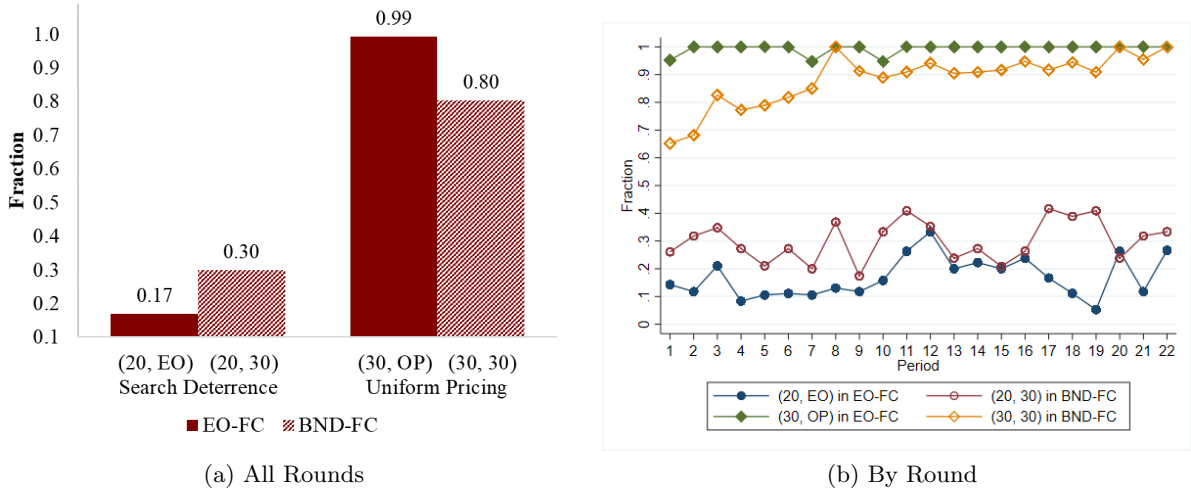 1.0
0.9
0.8
0.7
0.6
0.5
0.4
0.3
0.2
0.1
Fraction
0.17
0.30
0.99
0.80
(20, EO) (20, 30) (30, OP) (30, 30)
Search Deterrence Uniform Pricing
EO-FC BND-FC
(a) All Rounds
1
.9
.8
.7
.6
.5
.4
.3
.2
.1
0
Fraction
1 2 3 4 5 6 7 8 9 10 11 12 13 14 15 16 17 18 19 20 21 22
Period
(20, EO) in EO-FC (20, 30) in BND-FC
(30, OP) in EO-FC (30, 30) in BND-FC
(b) By Round